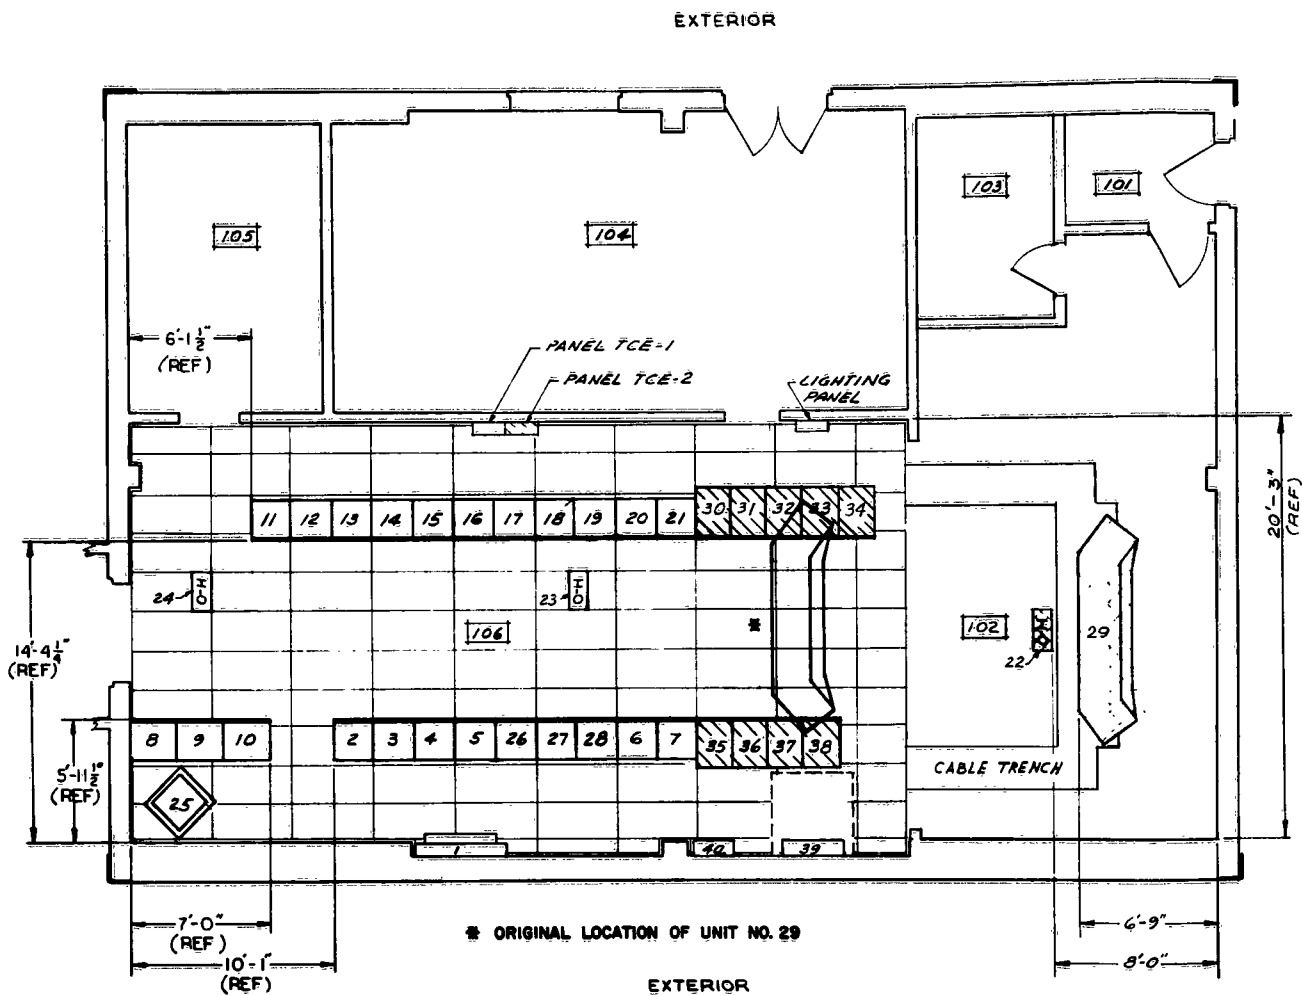 EXTERIOR
103
101
105
104
6'-1 1/2"
(REF)
PANEL TCE-1
PANEL TCE-2
LIGHTING
PANEL
20'-3"
(REF)
11 12 13 14 15 16 17 18 19 20 21 30 31 32 33 34
24 H-O
23 H-O
106
*
102
29
22
14'-4 1/4"
(REF)
8 9 10 2 3 4 5 26 27 28 6 7 35 36 37 38
CABLE TRENCH
5'-11 1/2"
(REF)
25
1
40
39
7'-0"
(REF)
* ORIGINAL LOCATION OF UNIT NO. 29
6'-9"
10'-1"
(REF)
8'-0"
EXTERIOR